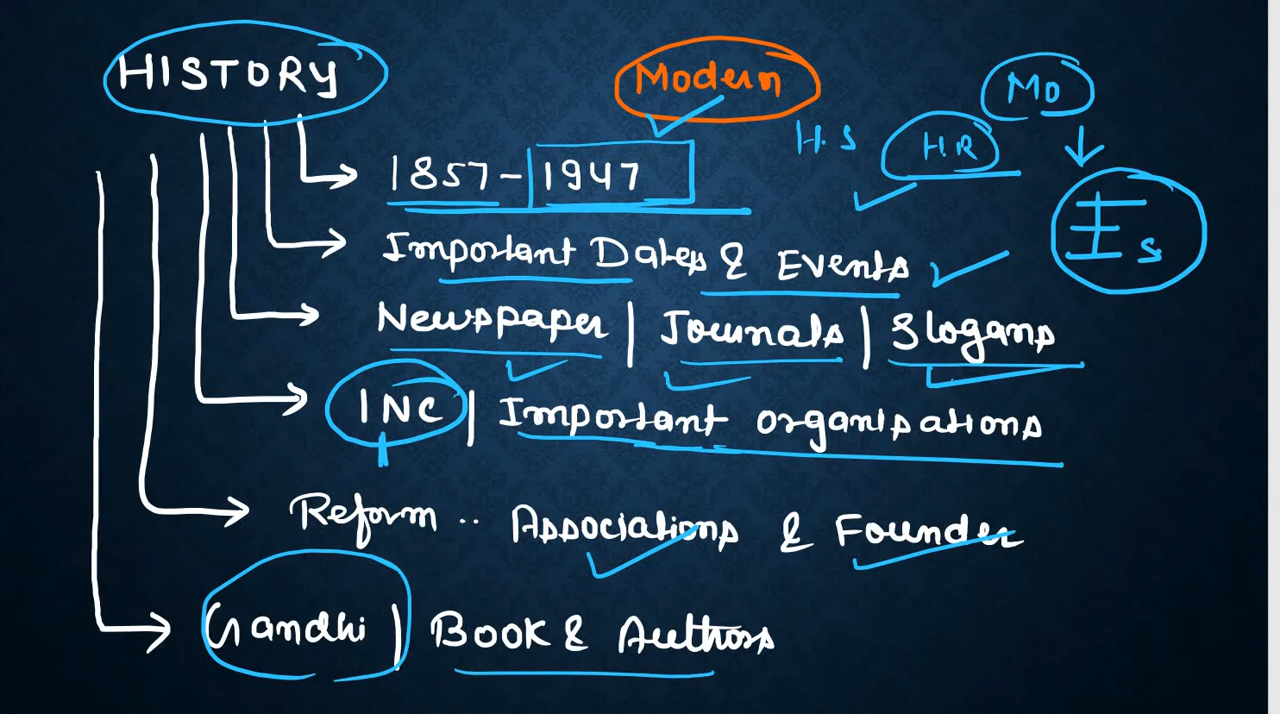 HISTORY
Modern
MD
H.S
H.R
1857-1947
Is
Important Dates & Events
Newspaper | Journals | Slogans
INC | Important organisations
Reform .. Associations & Founder
Gandhi | Book & Authors